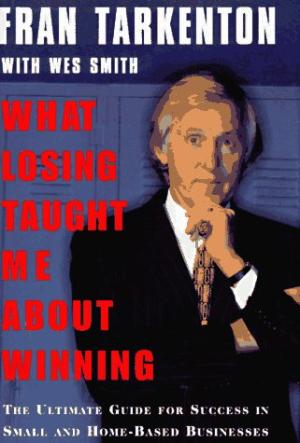 FRAN TARKENTON
WITH WES SMITH
WHAT
LOSING
TAUGHT
ME
ABOUT
WINNING
THE ULTIMATE GUIDE FOR SUCCESS IN
SMALL AND HOME-BASED BUSINESSES